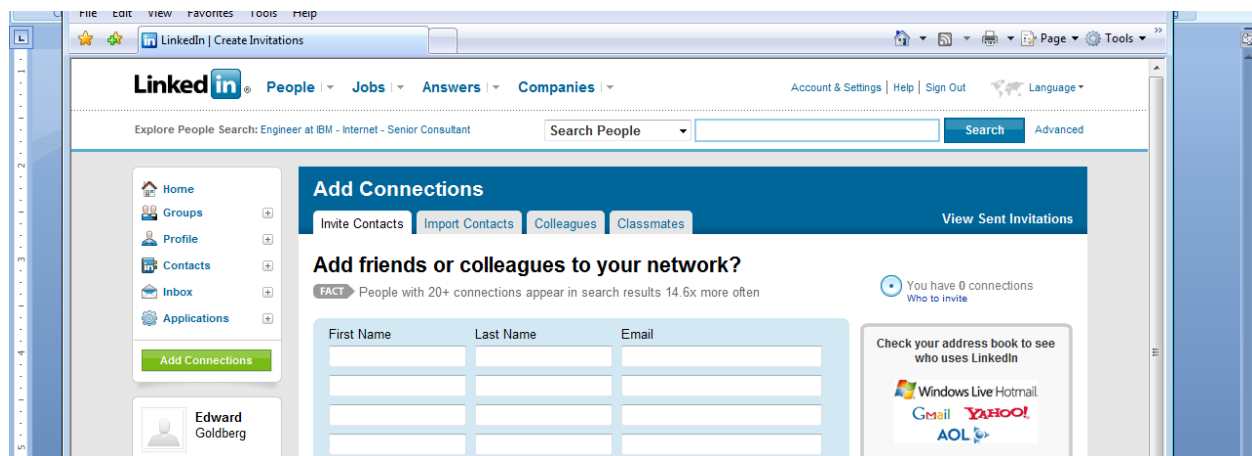 File Edit View Favorites Tools Help
LinkedIn | Create Invitations
Page Tools »
Linked in ® People Jobs Answers Companies
Account & Settings | Help | Sign Out Language
Explore People Search: Engineer at IBM - Internet - Senior Consultant
Search People Search Advanced
Home
Groups
Profile
Contacts
Inbox
Applications
Add Connections
Edward
Goldberg
Add Connections
Invite Contacts Import Contacts Colleagues Classmates
View Sent Invitations
Add friends or colleagues to your network?
FACT People with 20+ connections appear in search results 14.6x more often
First Name Last Name Email
You have 0 connections
Who to invite
Check your address book to see
who uses LinkedIn
Windows Live Hotmail
Gmail YAHOO!
AOL